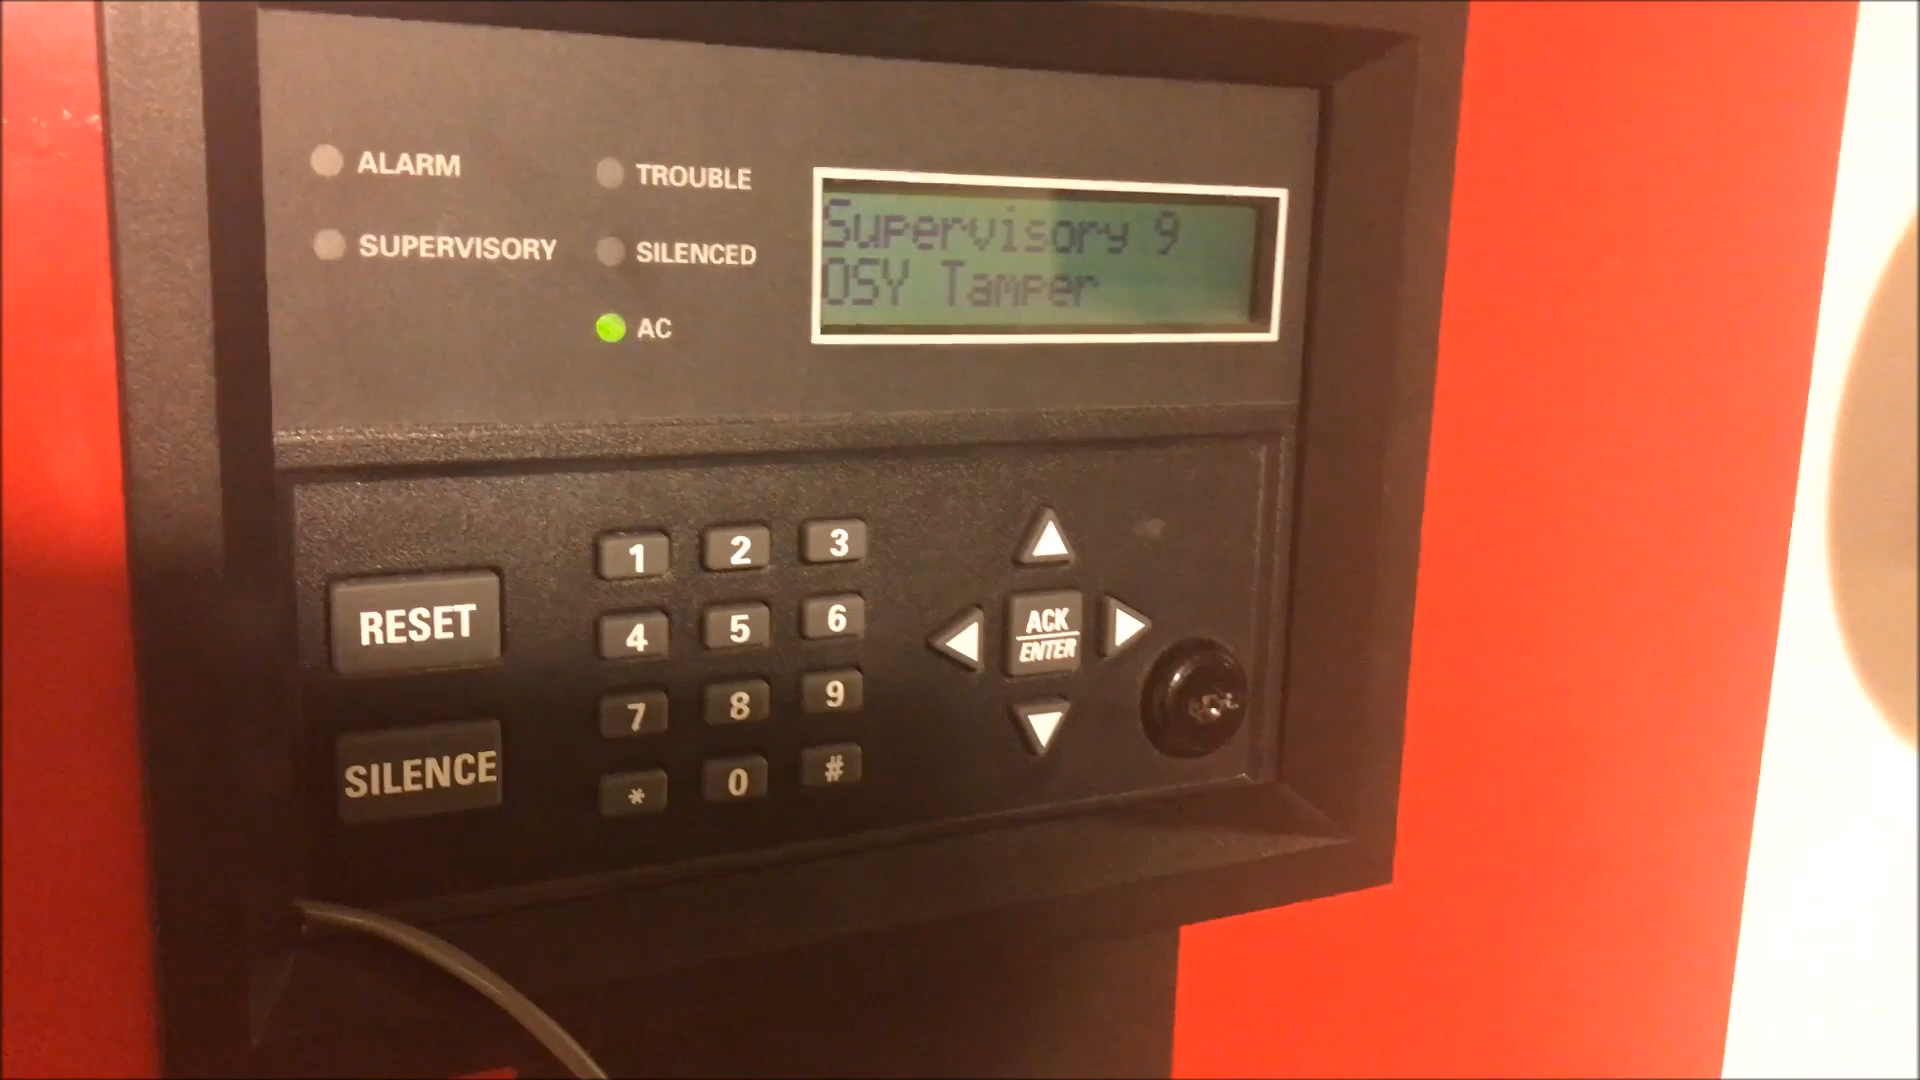 ALARM
TROUBLE
SUPERVISORY
SILENCED
AC
Supervisory 9
OSY Tamper
RESET
SILENCE
1 2 3
4 5 6
7 8 9
* 0 #
ACK
ENTER